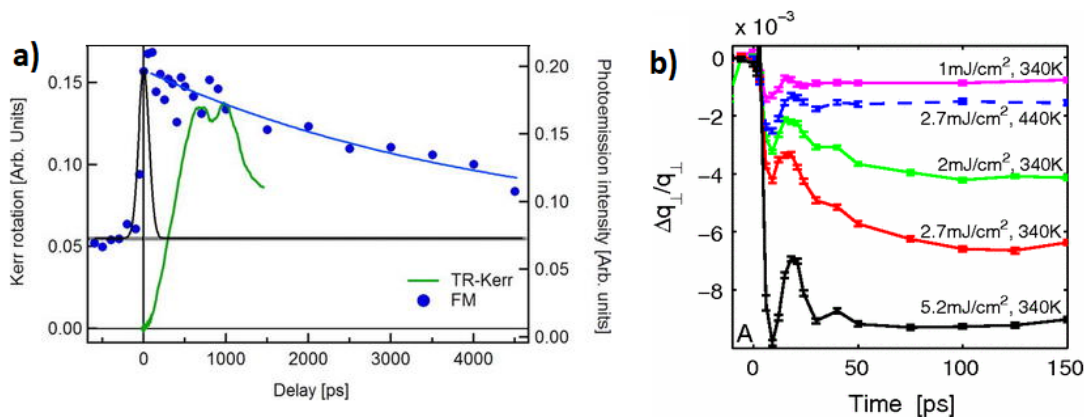 a)
Kerr rotation [Arb. Units]
0.15
0.10
0.05
0.00
0
1000
2000
3000
4000
Delay [ps]
TR-Kerr
FM
0.20
0.15
0.10
0.05
0.00
Photoemission intensity [Arb. units]
b)
x 10⁻³
0
−2
−4
−6
−8
Δq⊥/q⊥
1mJ/cm², 340K
2.7mJ/cm², 440K
2mJ/cm², 340K
2.7mJ/cm², 340K
5.2mJ/cm², 340K
A
0
50
100
150
Time [ps]